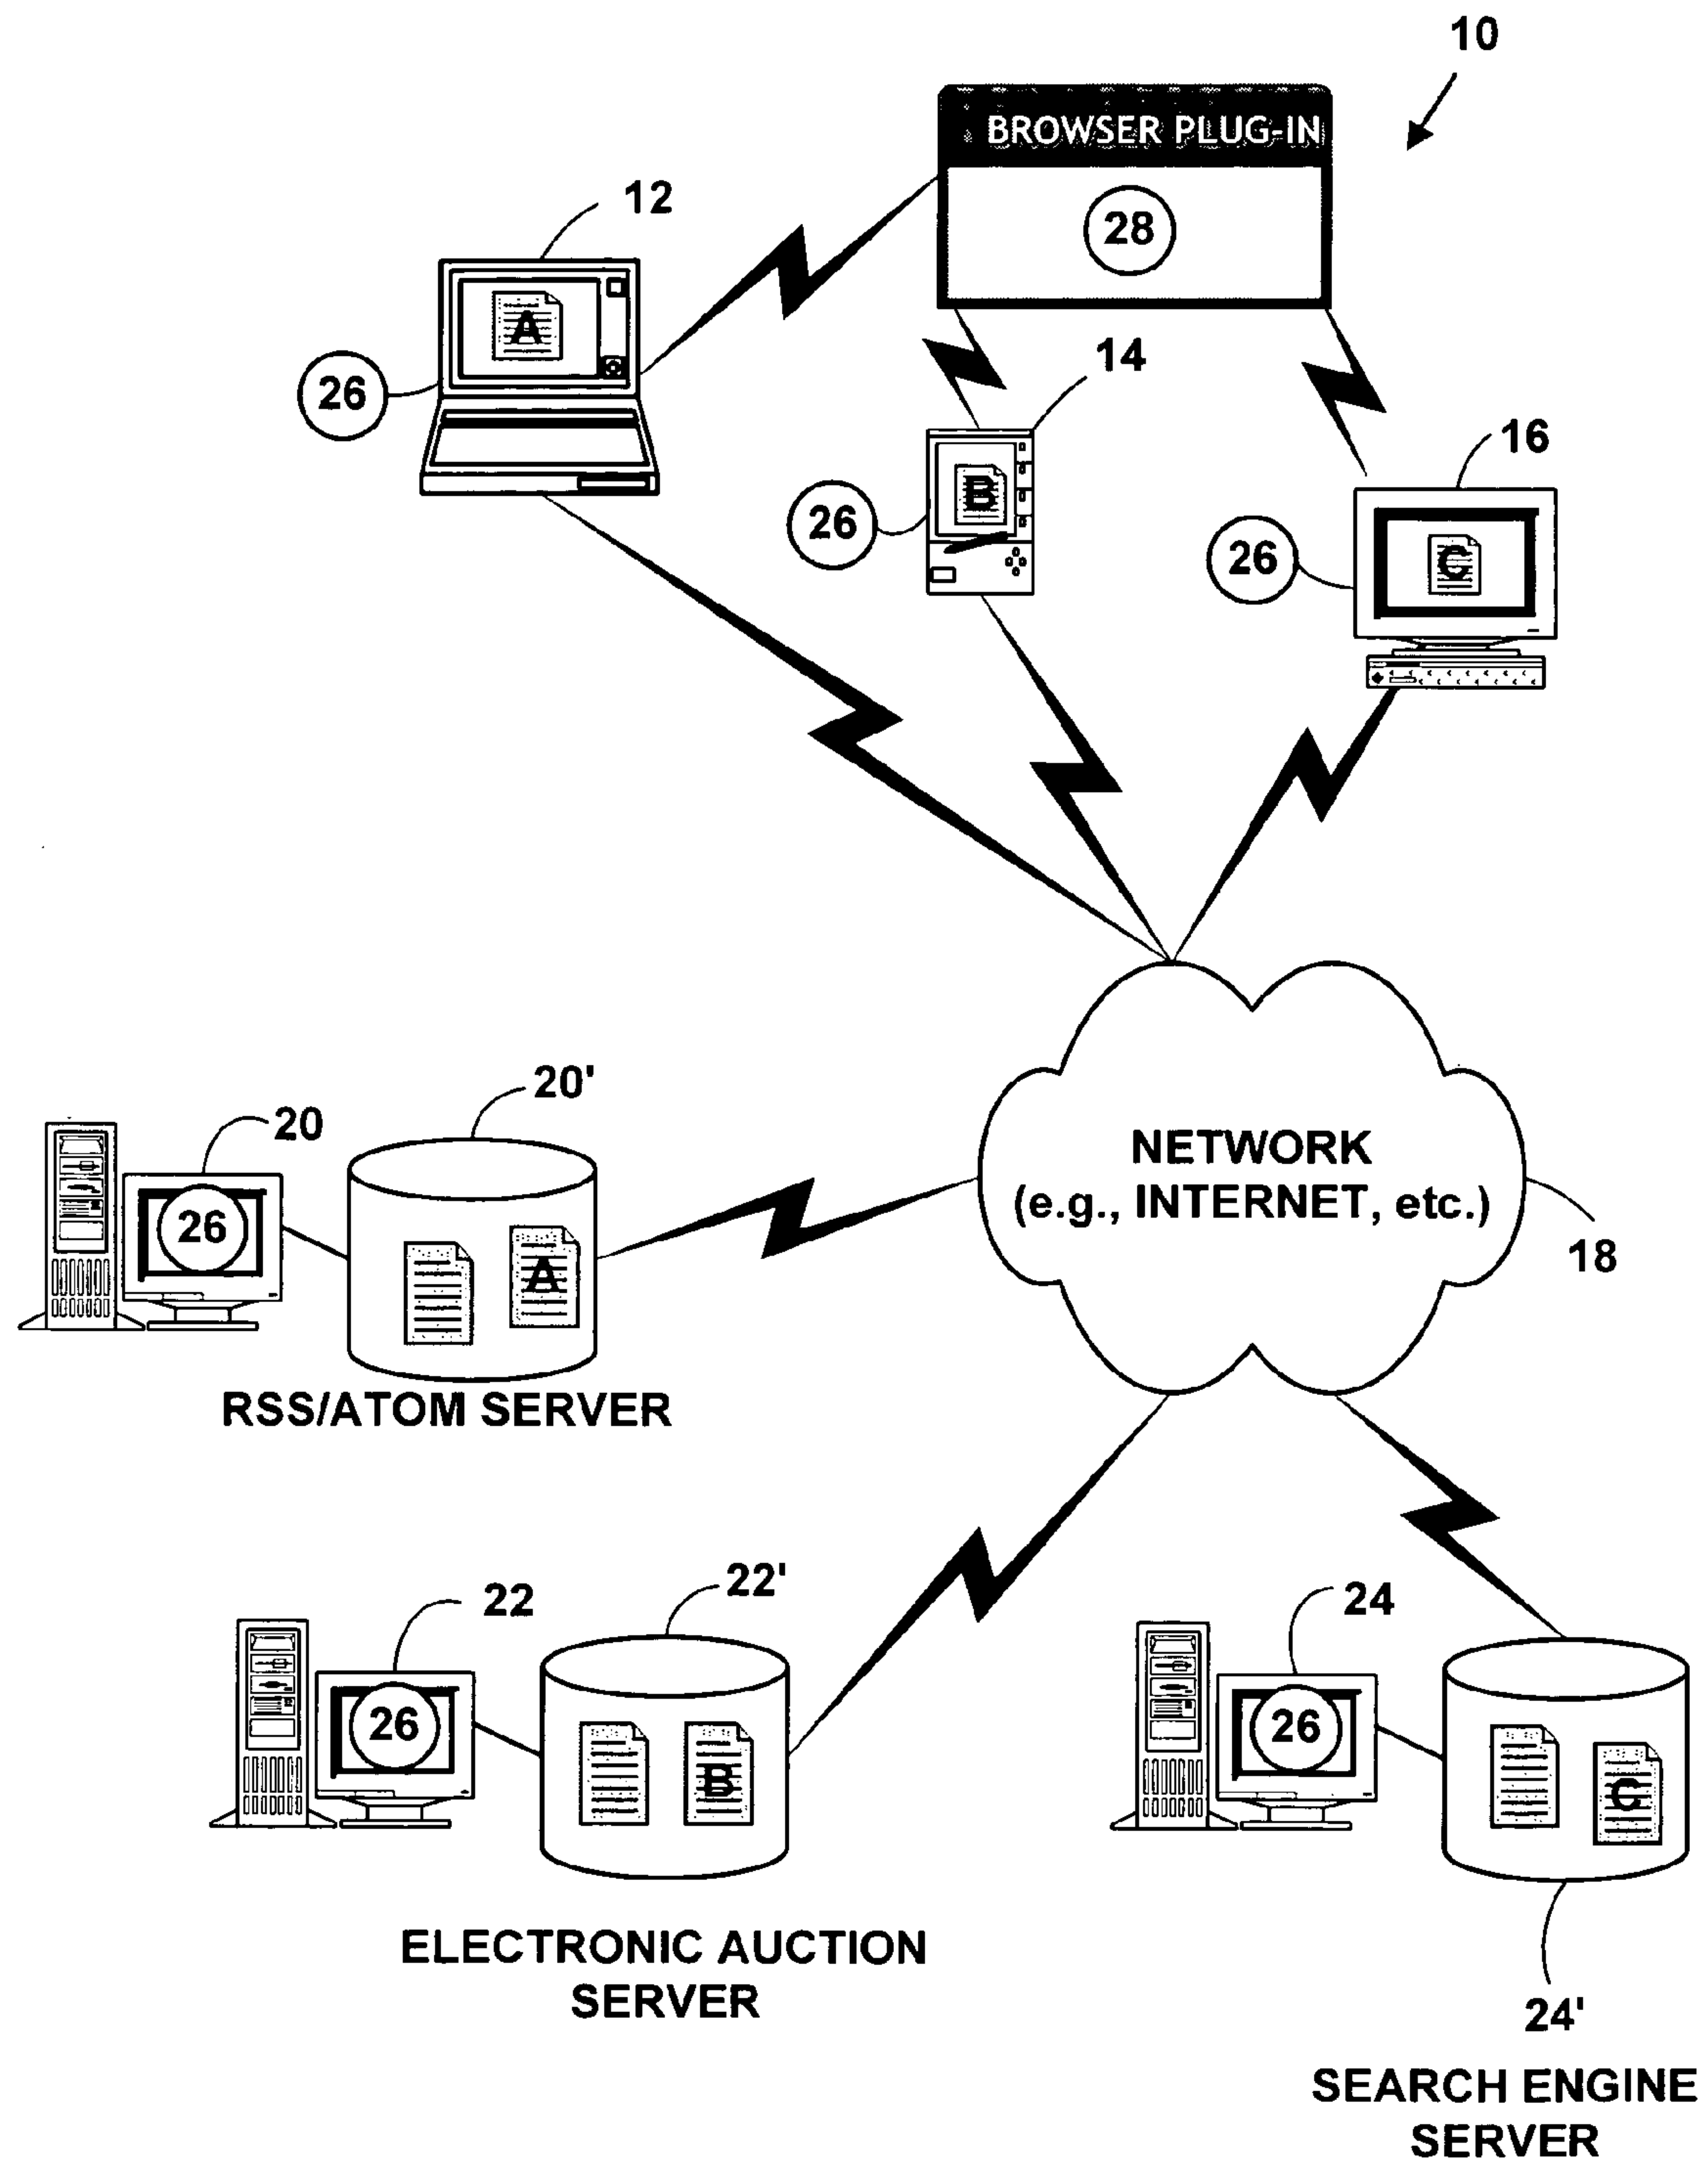 10
BROWSER PLUG-IN
12
28
A
14
26
16
B
26
C
26
20'
20
NETWORK
(e.g., INTERNET, etc.)
26
18
A
RSS/ATOM SERVER
22'
22
24
26
26
B
C
ELECTRONIC AUCTION
SERVER
24'
SEARCH ENGINE
SERVER